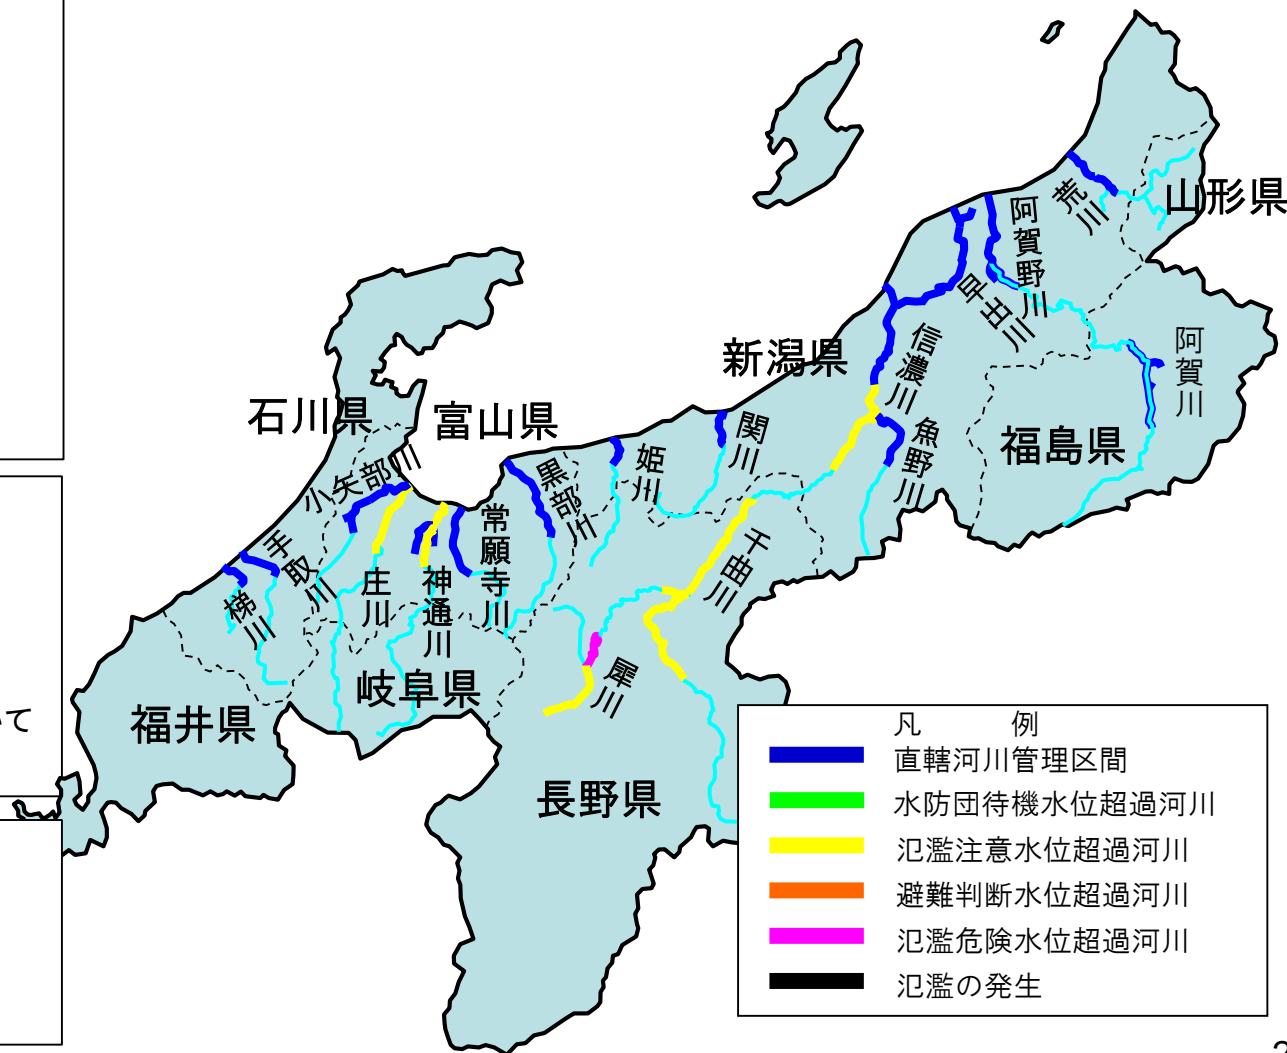 山形県
荒川
阿賀野川
早出川
阿賀川
新潟県
信濃川
魚野川
福島県
石川県
富山県
関川
姫川
黒部川
小矢部川
常願寺川
手取川
庄川
神通川
千曲川
梯川
犀川
岐阜県
福井県
いて
長野県
凡 例
直轄河川管理区間
水防団待機水位超過河川
氾濫注意水位超過河川
避難判断水位超過河川
氾濫危険水位超過河川
氾濫の発生